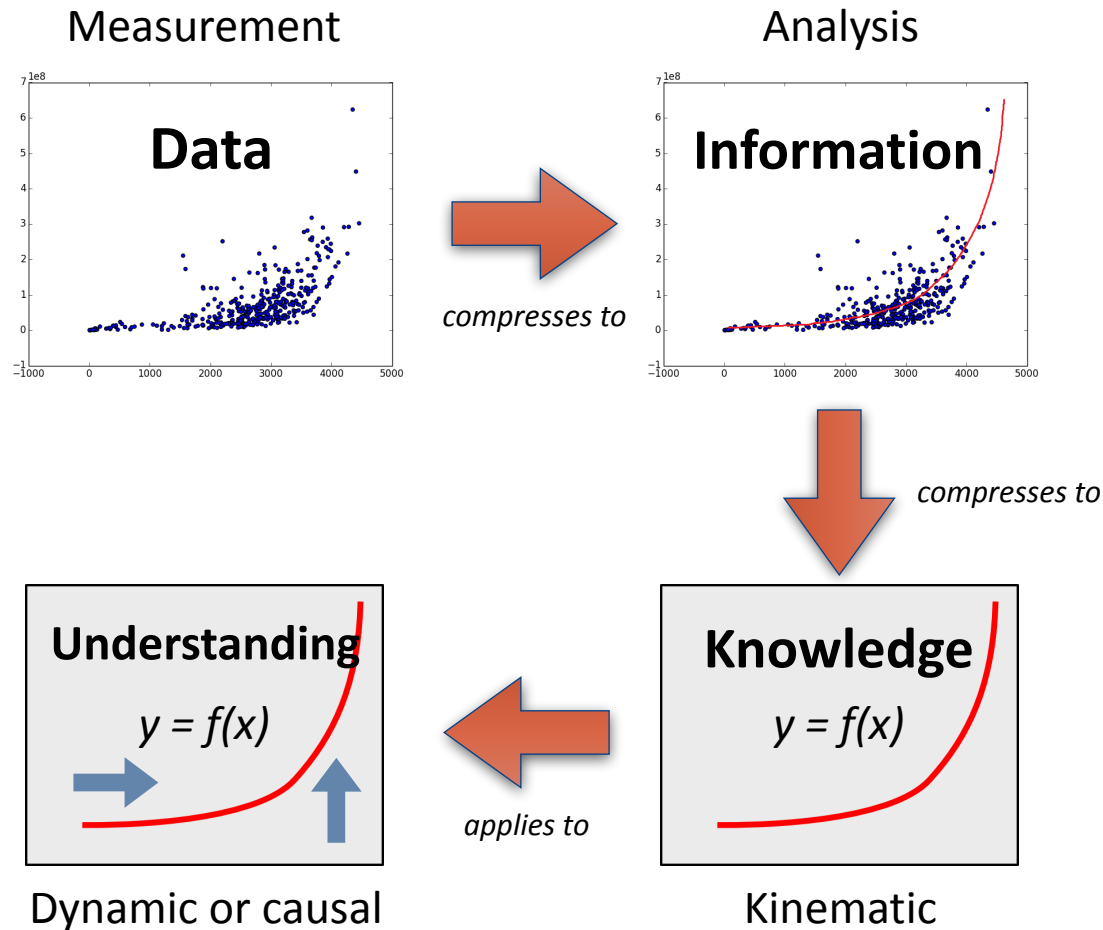 Measurement
Analysis
1e8
7
6
5
4
3
2
1
0
−1
−1000 0 1000 2000 3000 4000 5000
Data
compresses to
1e8
7
6
5
4
3
2
1
0
−1
−1000 0 1000 2000 3000 4000 5000
Information
compresses to
Understanding
y = f(x)
applies to
Knowledge
y = f(x)
Dynamic or causal
Kinematic